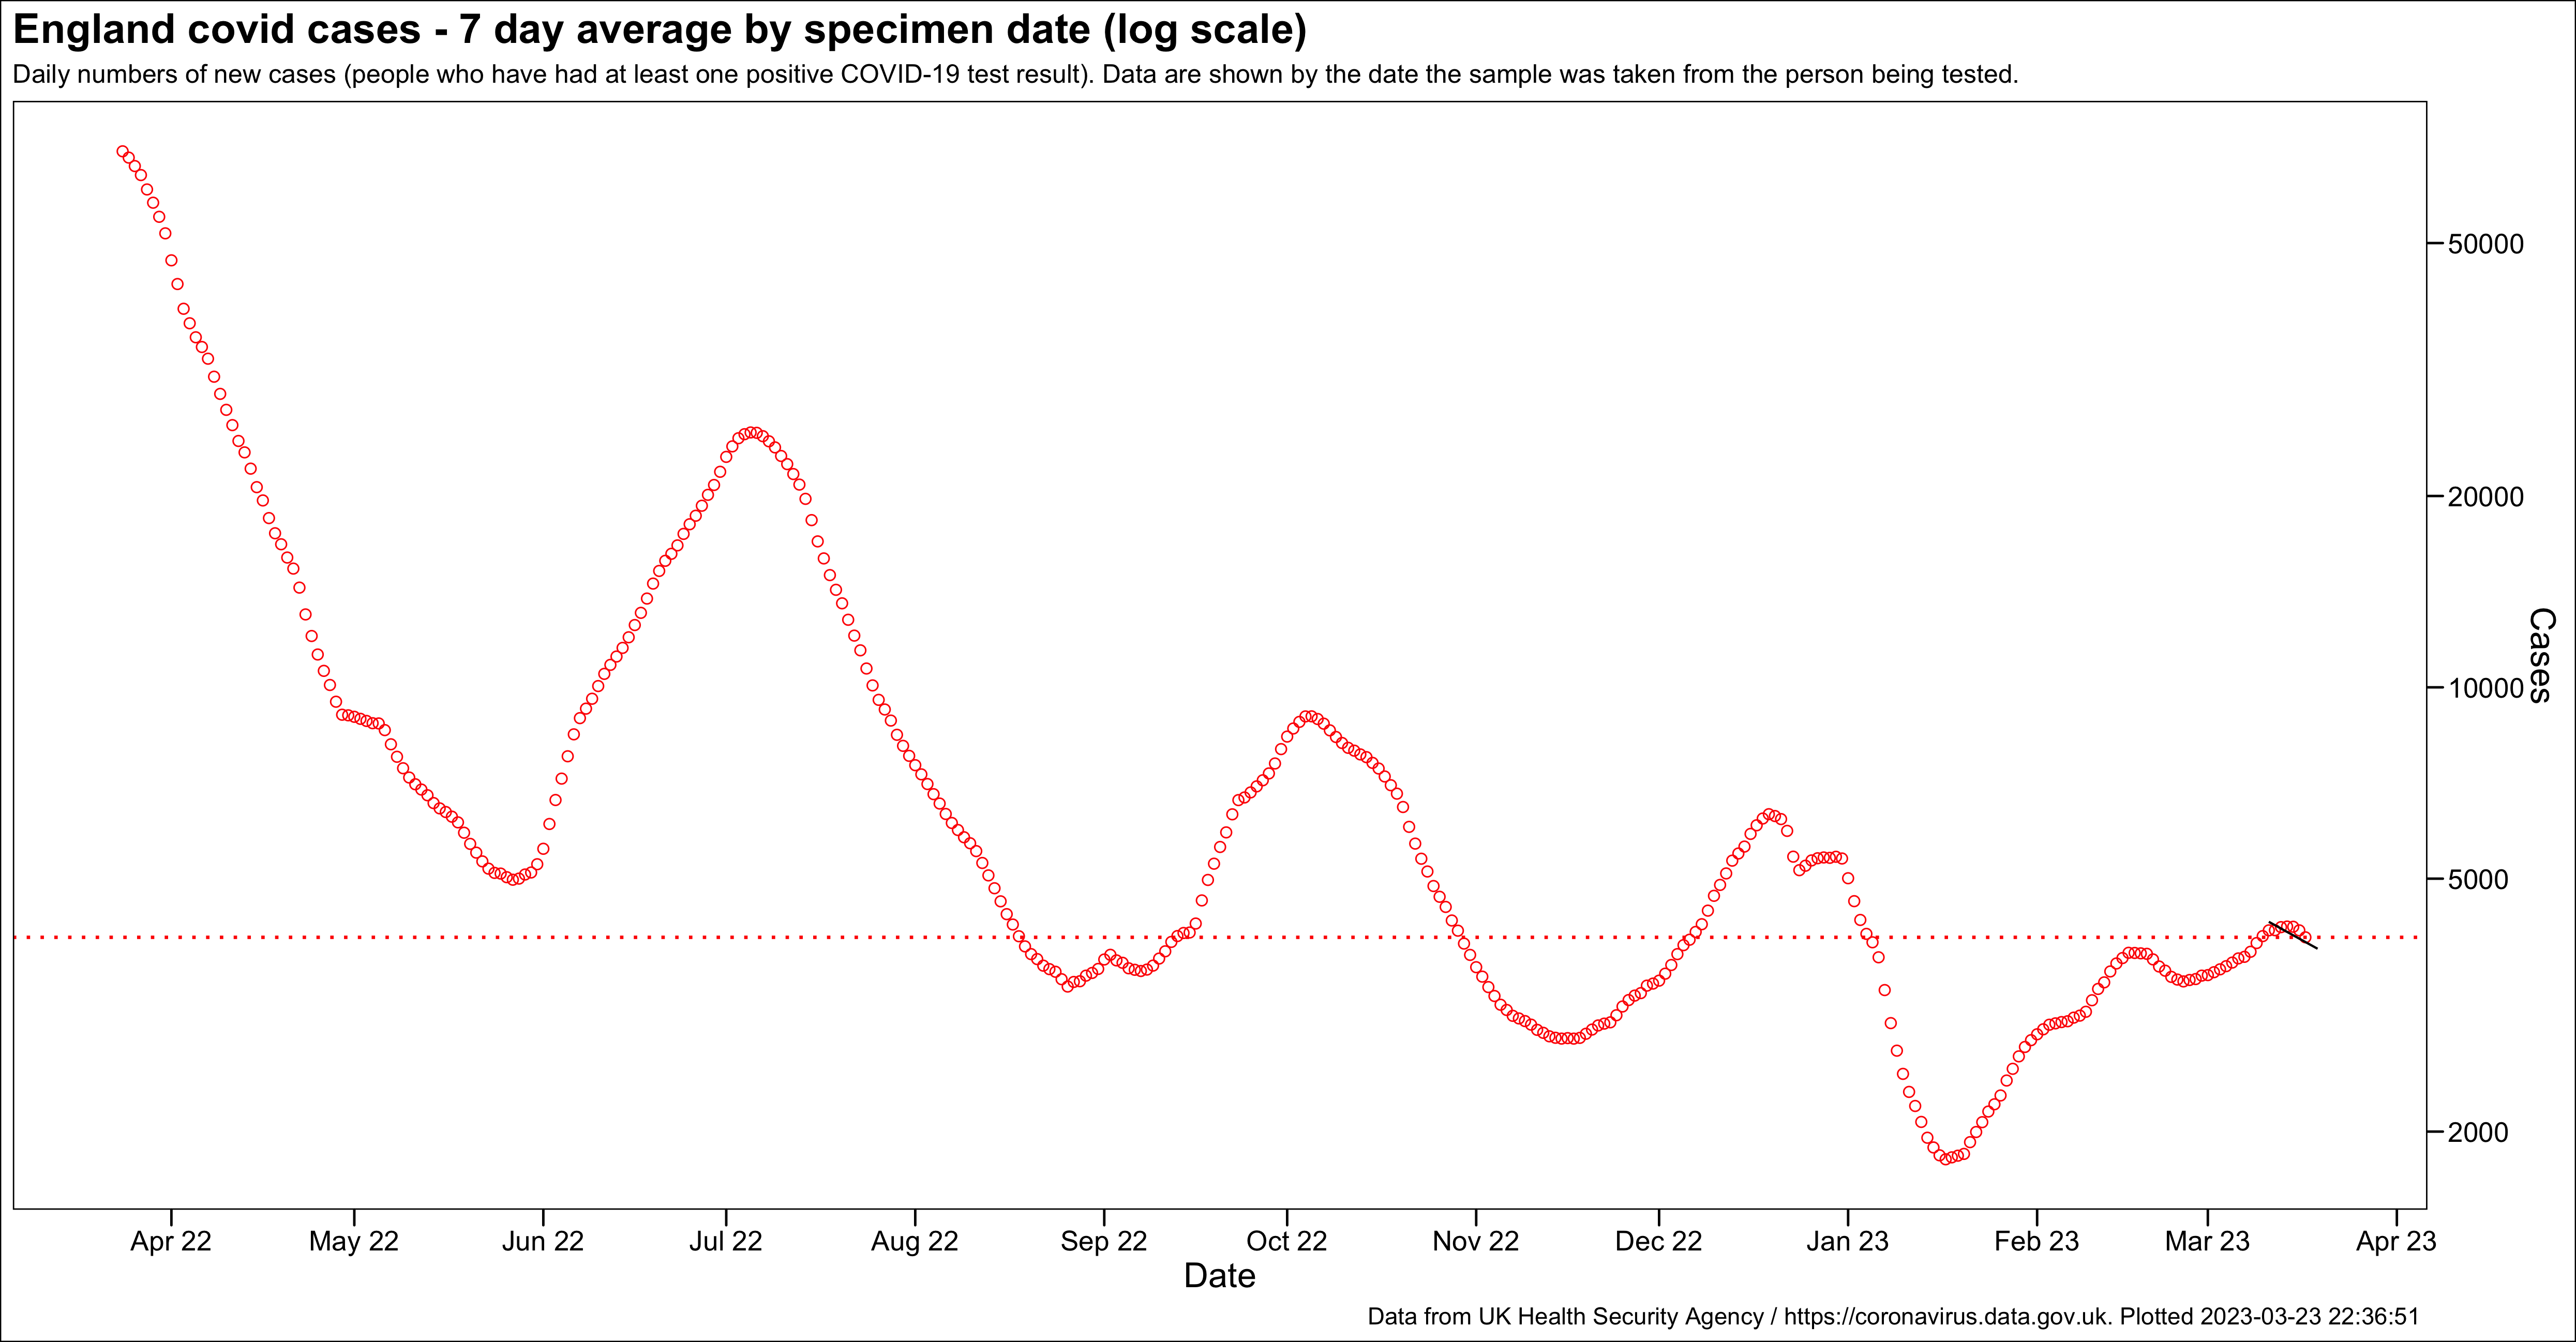 England covid cases - 7 day average by specimen date (log scale)
Daily numbers of new cases (people who have had at least one positive COVID-19 test result). Data are shown by the date the sample was taken from the person being tested.
50000
20000
10000
5000
2000
Cases
Apr 22
May 22
Jun 22
Jul 22
Aug 22
Sep 22
Oct 22
Nov 22
Dec 22
Jan 23
Feb 23
Mar 23
Apr 23
Date
Data from UK Health Security Agency / https://coronavirus.data.gov.uk. Plotted 2023-03-23 22:36:51